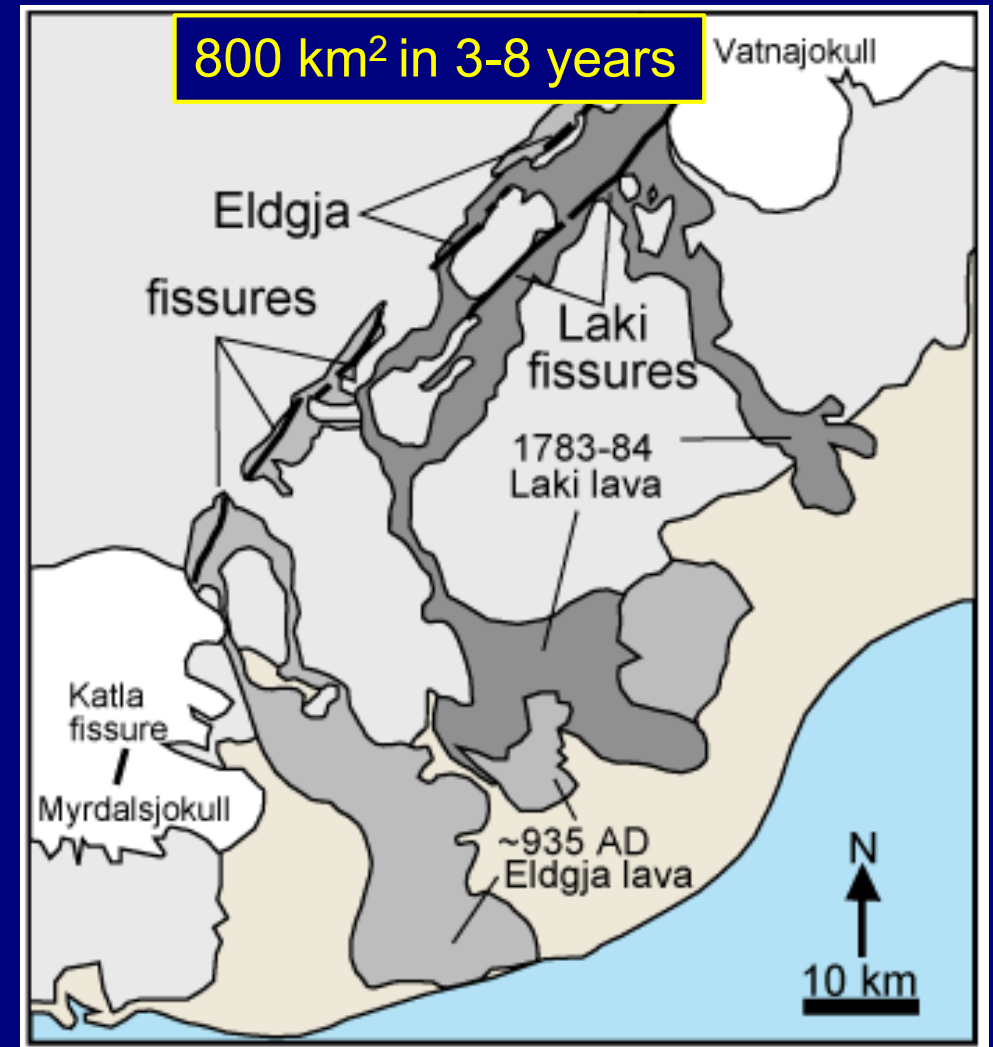 800 km² in 3-8 years
Vatnajokull
Eldgja
fissures
Laki
fissures
1783-84
Laki lava
Katla
fissure
Myrdalsjokull
~935 AD
Eldgja lava
N
10 km